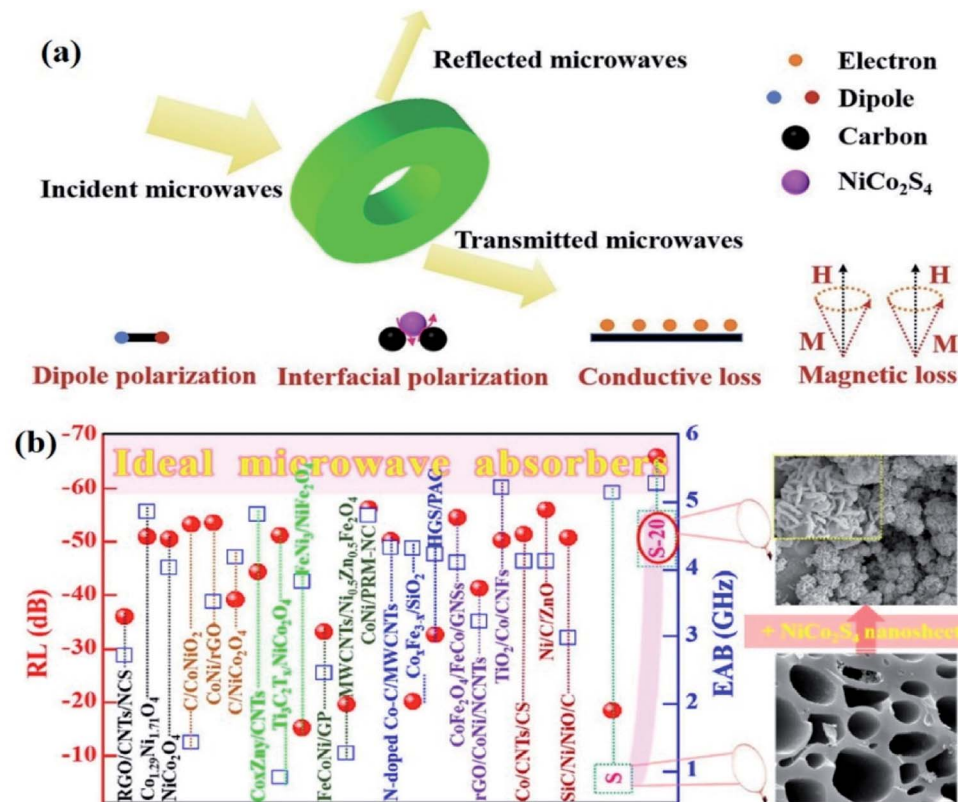 (a)
Reflected microwaves
Electron
Dipole
Carbon
NiCo₂S₄
Incident microwaves
Transmitted microwaves
H H
M M
Dipole polarization
Interfacial polarization
Conductive loss
Magnetic loss
(b)
Ideal microwave absorbers
RL (dB)
-70
-60
-50
-40
-30
-20
-10
EAB (GHz)
6
5
4
3
2
1
RGO/CNTs/NCS
Co₁.₂₉Ni₁.₇₁O₄
NiCo₂O₄
C/CoNiO₂
CoNi/rGO
C/NiCo₂O₄
CoxZny/CNTs
Ti₃C₂Tₓ/NiCo₂O₄
FeCoNi/GP
MWCNTs/Ni₀.₅Zn₀.₅Fe₂O₄
CoNi/PRM-NC
N-doped Co-C/MWCNTs
CoₓFe₃₋ₓ/SiO₂
HGS/PAC
CoFe₂O₄/FeCo/GNSs
rGO/CoNi/NCNTs
TiO₂/Co/CNFs
Co/CNTs/CS
Ni/C/ZnO
SiC/Ni/NiO/C
S
S-20
+ NiCo₂S₄ nanosheet